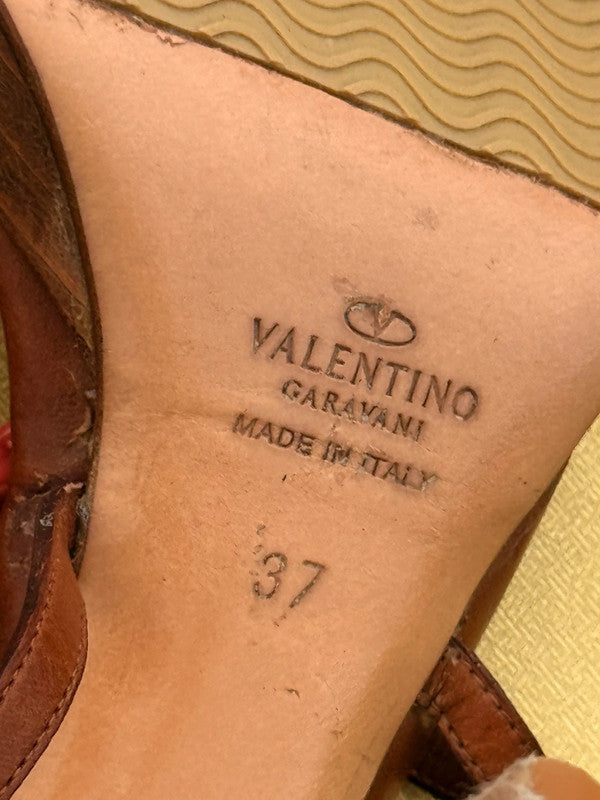 V
VALENTINO
GARAVANI
MADE IN ITALY
37